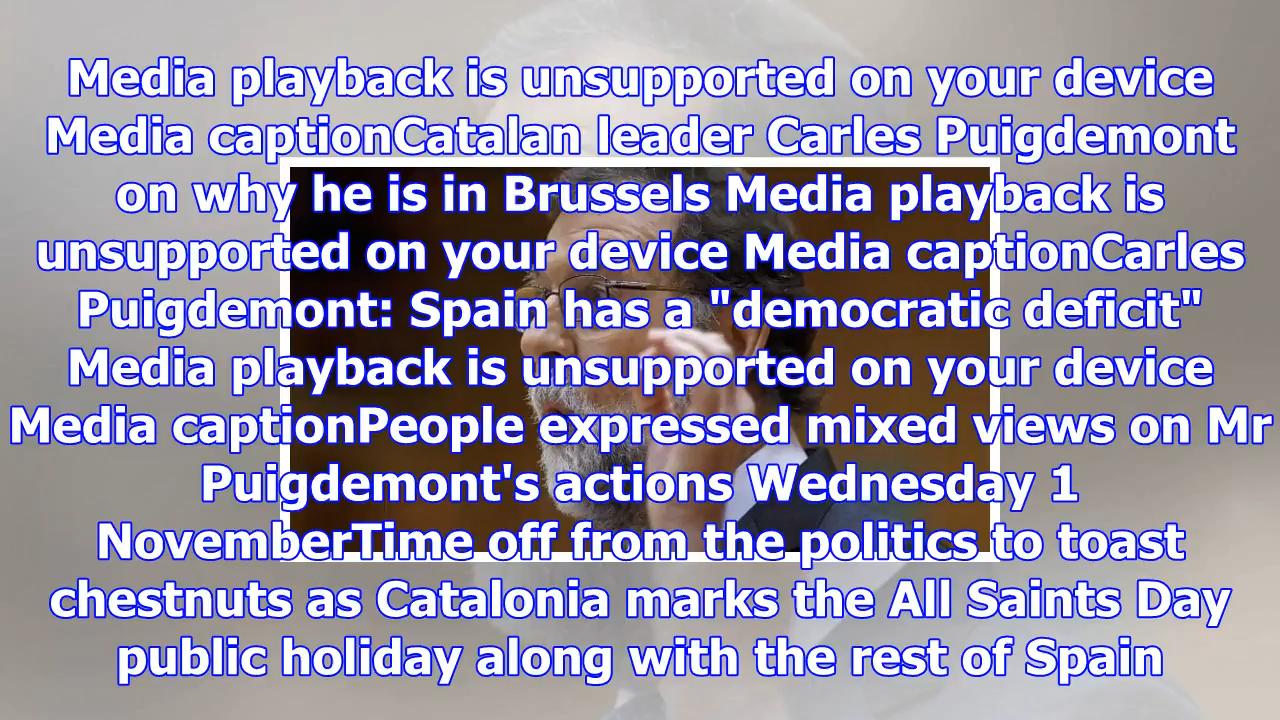 Media playback is unsupported on your device
Media captionCatalan leader Carles Puigdemont
on why he is in Brussels Media playback is
unsupported on your device Media captionCarles
Puigdemont: Spain has a "democratic deficit"
Media playback is unsupported on your device
Media captionPeople expressed mixed views on Mr
Puigdemont's actions Wednesday 1
NovemberTime off from the politics to toast
chestnuts as Catalonia marks the All Saints Day
public holiday along with the rest of Spain